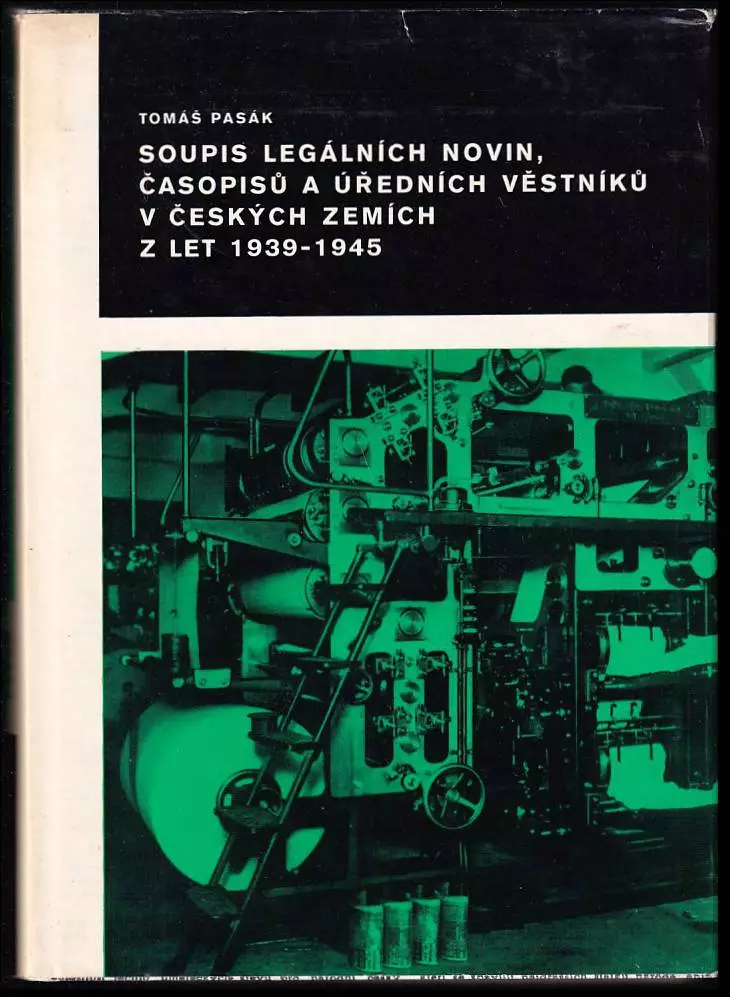 TOMÁŠ PASÁK
SOUPIS LEGÁLNÍCH NOVIN,
ČASOPISŮ A ÚŘEDNÍCH VĚSTNÍKŮ
V ČESKÝCH ZEMÍCH
Z LET 1939-1945